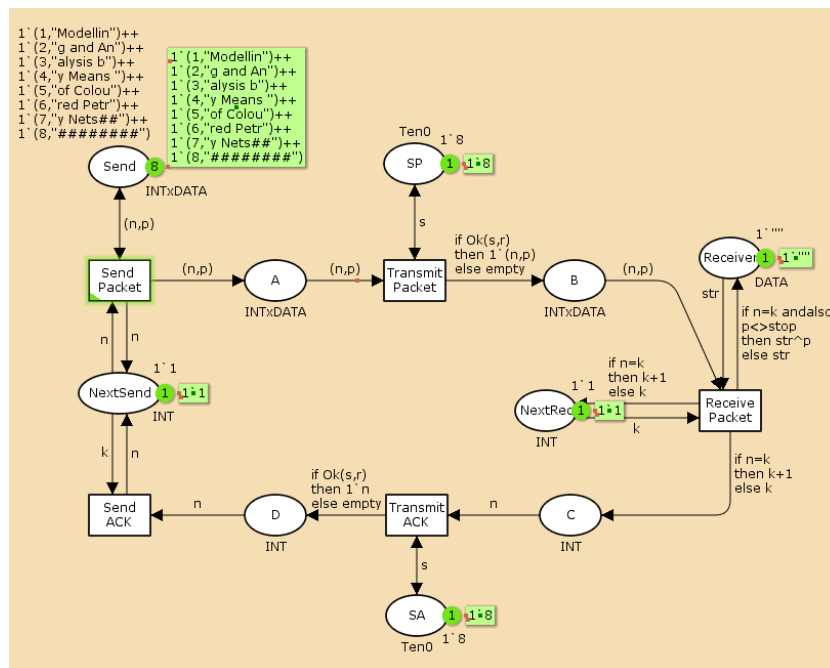 1`(1,"Modellin")++
1`(2,"g and An")++
1`(3,"alysis b")++
1`(4,"y Means ")++
1`(5,"of Colou")++
1`(6,"red Petr")++
1`(7,"y Nets##")++
1`(8,"########")
1`(1,"Modellin")++
1`(2,"g and An")++
1`(3,"alysis b")++
1`(4,"y Means ")++
1`(5,"of Colou")++
1`(6,"red Petr")++
1`(7,"y Nets##")++
1`(8,"########")
Send
8
INTxDATA
Ten0
1`8
SP
1
1`8
(n,p)
s
Send
Packet
(n,p)
A
INTxDATA
(n,p)
Transmit
Packet
if Ok(s,r)
then 1`(n,p)
else empty
B
INTxDATA
(n,p)
1`""
Receiver
1
1`""
DATA
str
if n=k andalso
p<>stop
then str^p
else str
n
n
1`1
NextSend
1
1`1
INT
if n=k
then k+1
else k
1`1
NextRec
1
1`1
INT
k
Receive
Packet
if n=k
then k+1
else k
k
n
Send
ACK
n
D
INT
if Ok(s,r)
then 1`n
else empty
Transmit
ACK
n
C
INT
s
SA
1
1`8
1`8
Ten0